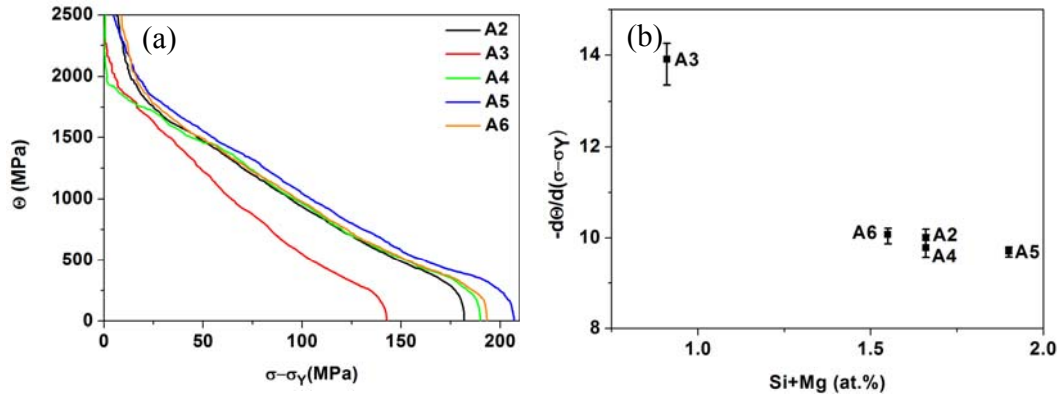 (a)
2500
2000
1500
1000
500
0
Θ (MPa)
0 50 100 150 200
σ−σY(MPa)
A2
A3
A4
A5
A6
(b)
14
12
10
8
-dΘ/d(σ−σY)
A3
A6
A2
A4
A5
1.0 1.5 2.0
Si+Mg (at.%)